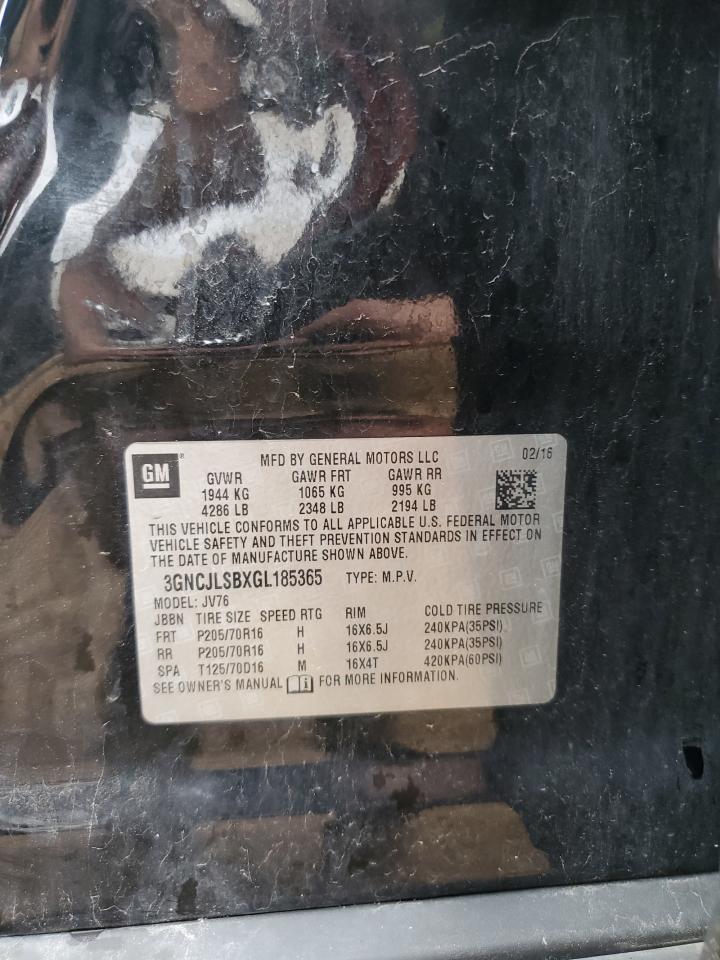 GM®
MFD BY GENERAL MOTORS LLC 02/16
GVWR GAWR FRT GAWR RR
1944 KG 1065 KG 995 KG
4286 LB 2348 LB 2194 LB
THIS VEHICLE CONFORMS TO ALL APPLICABLE U.S. FEDERAL MOTOR
VEHICLE SAFETY AND THEFT PREVENTION STANDARDS IN EFFECT ON
THE DATE OF MANUFACTURE SHOWN ABOVE.
3GNCJLSBXGL185365 TYPE: M.P.V.
MODEL: JV76
JBBN TIRE SIZE SPEED RTG RIM COLD TIRE PRESSURE
FRT P205/70R16 H 16X6.5J 240KPA(35PSI)
RR P205/70R16 H 16X6.5J 240KPA(35PSI)
SPA T125/70D16 M 16X4T 420KPA(60PSI)
SEE OWNER'S MANUAL FOR MORE INFORMATION.